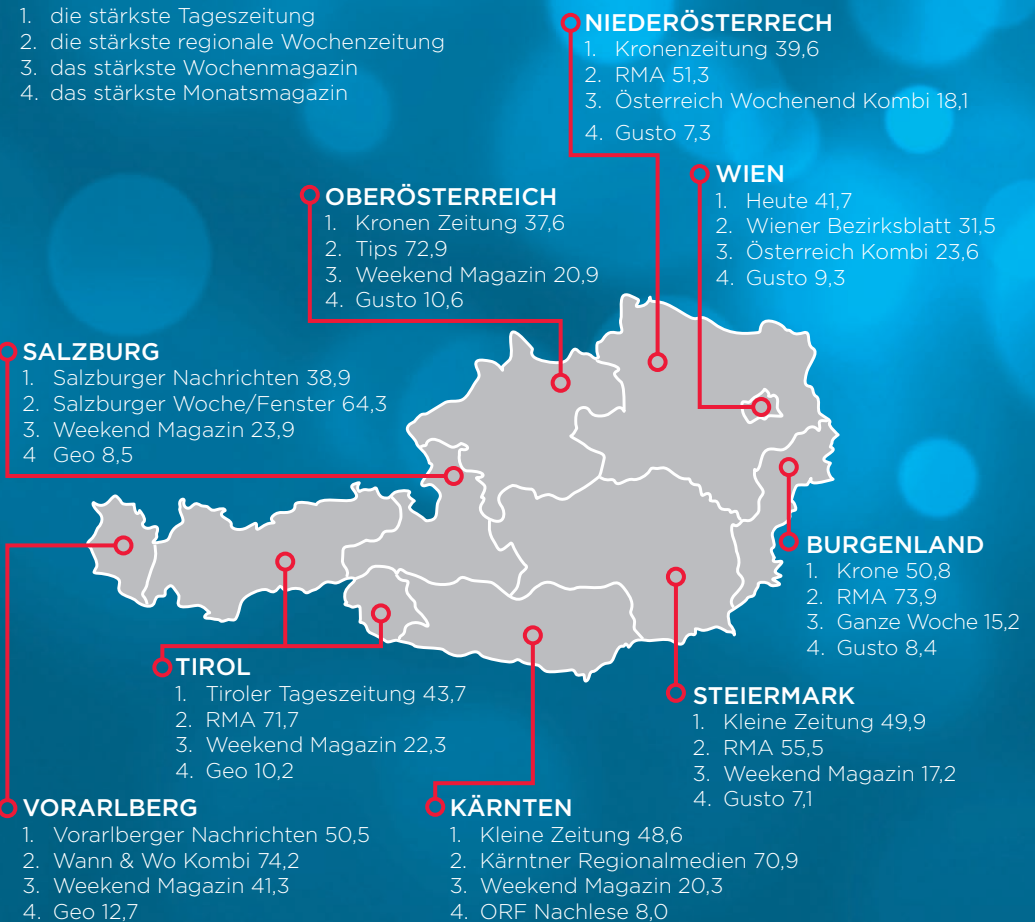 1. die stärkste Tageszeitung
2. die stärkste regionale Wochenzeitung
3. das stärkste Wochenmagazin
4. das stärkste Monatsmagazin
NIEDERÖSTERRECH
1. Kronenzeitung 39,6
2. RMA 51,3
3. Österreich Wochenend Kombi 18,1
4. Gusto 7,3
WIEN
1. Heute 41,7
2. Wiener Bezirksblatt 31,5
3. Österreich Kombi 23,6
4. Gusto 9,3
OBERÖSTERREICH
1. Kronen Zeitung 37,6
2. Tips 72,9
3. Weekend Magazin 20,9
4. Gusto 10,6
SALZBURG
1. Salzburger Nachrichten 38,9
2. Salzburger Woche/Fenster 64,3
3. Weekend Magazin 23,9
4 Geo 8,5
BURGENLAND
1. Krone 50,8
2. RMA 73,9
3. Ganze Woche 15,2
4. Gusto 8,4
TIROL
1. Tiroler Tageszeitung 43,7
2. RMA 71,7
3. Weekend Magazin 22,3
4. Geo 10,2
STEIERMARK
1. Kleine Zeitung 49,9
2. RMA 55,5
3. Weekend Magazin 17,2
4. Gusto 7,1
VORARLBERG
1. Vorarlberger Nachrichten 50,5
2. Wann & Wo Kombi 74,2
3. Weekend Magazin 41,3
4. Geo 12,7
KÄRNTEN
1. Kleine Zeitung 48,6
2. Kärntner Regionalmedien 70,9
3. Weekend Magazin 20,3
4. ORF Nachlese 8,0